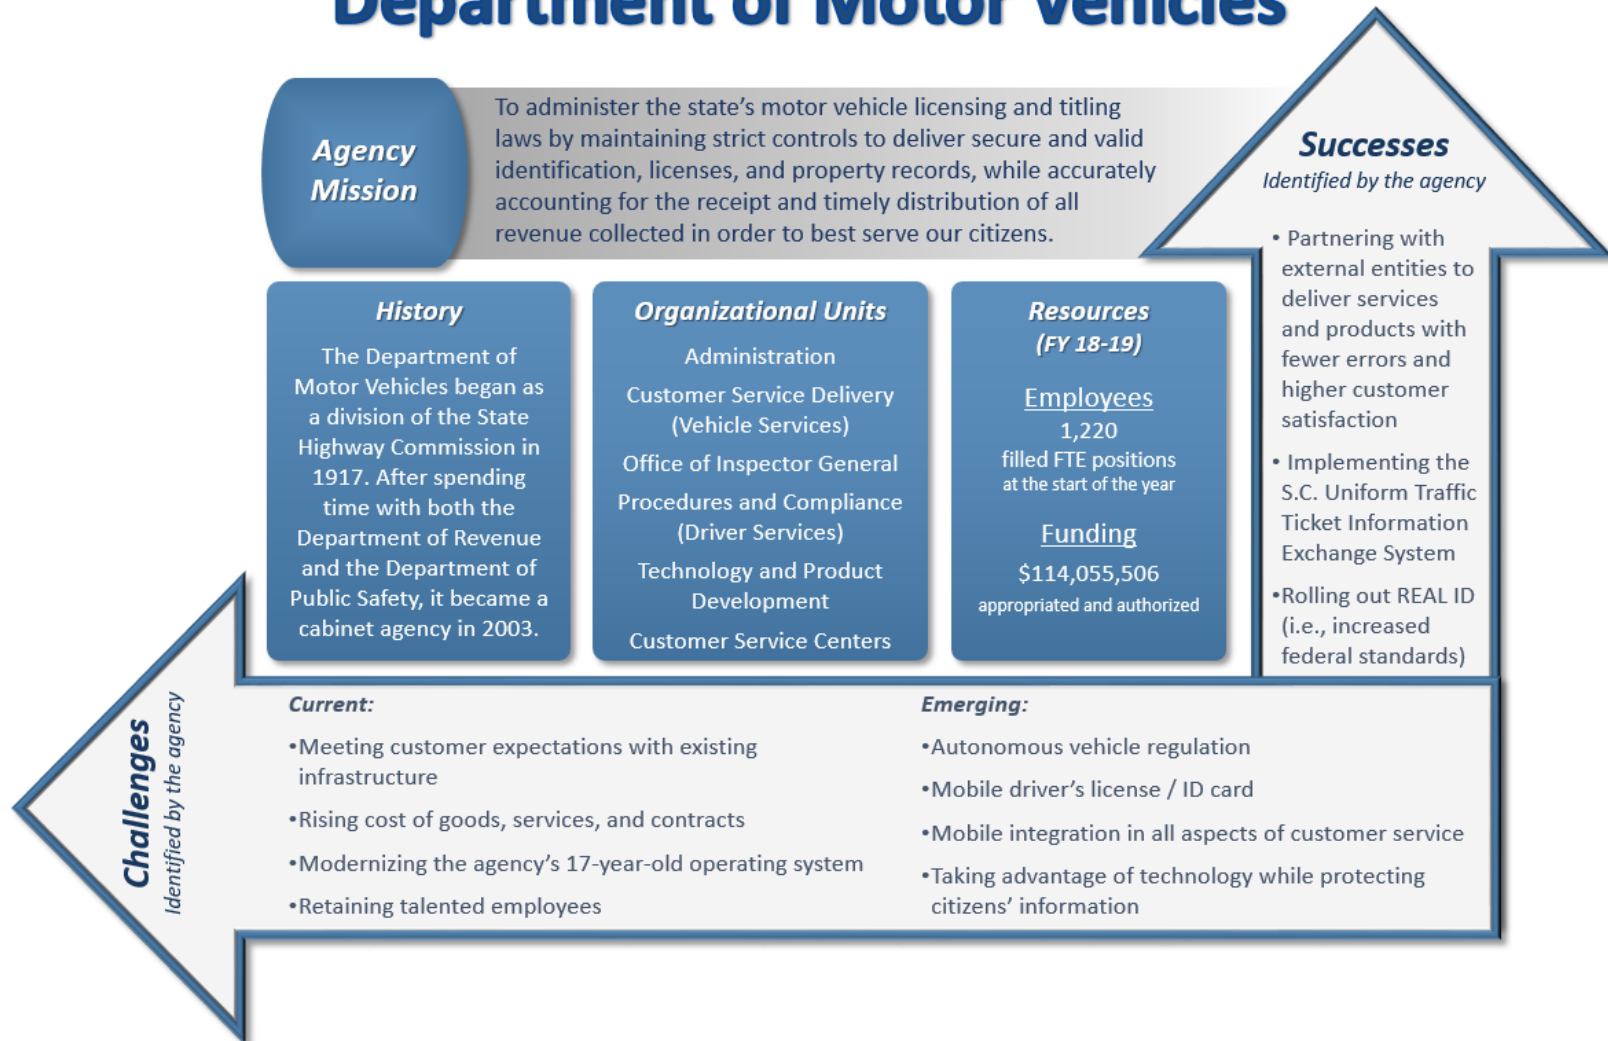 Department of Motor Vehicles
Agency
Mission
To administer the state's motor vehicle licensing and titling
laws by maintaining strict controls to deliver secure and valid
identification, licenses, and property records, while accurately
accounting for the receipt and timely distribution of all
revenue collected in order to best serve our citizens.
Successes
Identified by the agency
• Partnering with
external entities to
deliver services
and products with
fewer errors and
higher customer
satisfaction
• Implementing the
S.C. Uniform Traffic
Ticket Information
Exchange System
•Rolling out REAL ID
(i.e., increased
federal standards)
History
The Department of
Motor Vehicles began as
a division of the State
Highway Commission in
1917. After spending
time with both the
Department of Revenue
and the Department of
Public Safety, it became a
cabinet agency in 2003.
Organizational Units
Administration
Customer Service Delivery
(Vehicle Services)
Office of Inspector General
Procedures and Compliance
(Driver Services)
Technology and Product
Development
Customer Service Centers
Resources
(FY 18-19)
Employees
1,220
filled FTE positions
at the start of the year
Funding
$114,055,506
appropriated and authorized
Challenges
Identified by the agency
Current:
•Meeting customer expectations with existing
infrastructure
•Rising cost of goods, services, and contracts
•Modernizing the agency's 17-year-old operating system
•Retaining talented employees
Emerging:
•Autonomous vehicle regulation
•Mobile driver's license / ID card
•Mobile integration in all aspects of customer service
•Taking advantage of technology while protecting
citizens' information